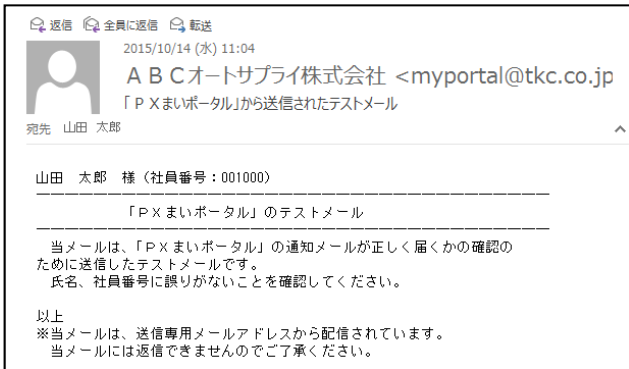 返信 全員に返信 転送
2015/10/14 (水) 11:04
ＡＢＣオートサプライ株式会社 <myportal@tkc.co.jp
「ＰＸまいポータル」から送信されたテストメール
宛先 山田 太郎
山田　太郎　様（社員番号：001000）
「ＰＸまいポータル」のテストメール
当メールは、「ＰＸまいポータル」の通知メールが正しく届くかの確認の
ために送信したテストメールです。
氏名、社員番号に誤りがないことを確認してください。
以上
※当メールは、送信専用メールアドレスから配信されています。
当メールには返信できませんのでご了承ください。